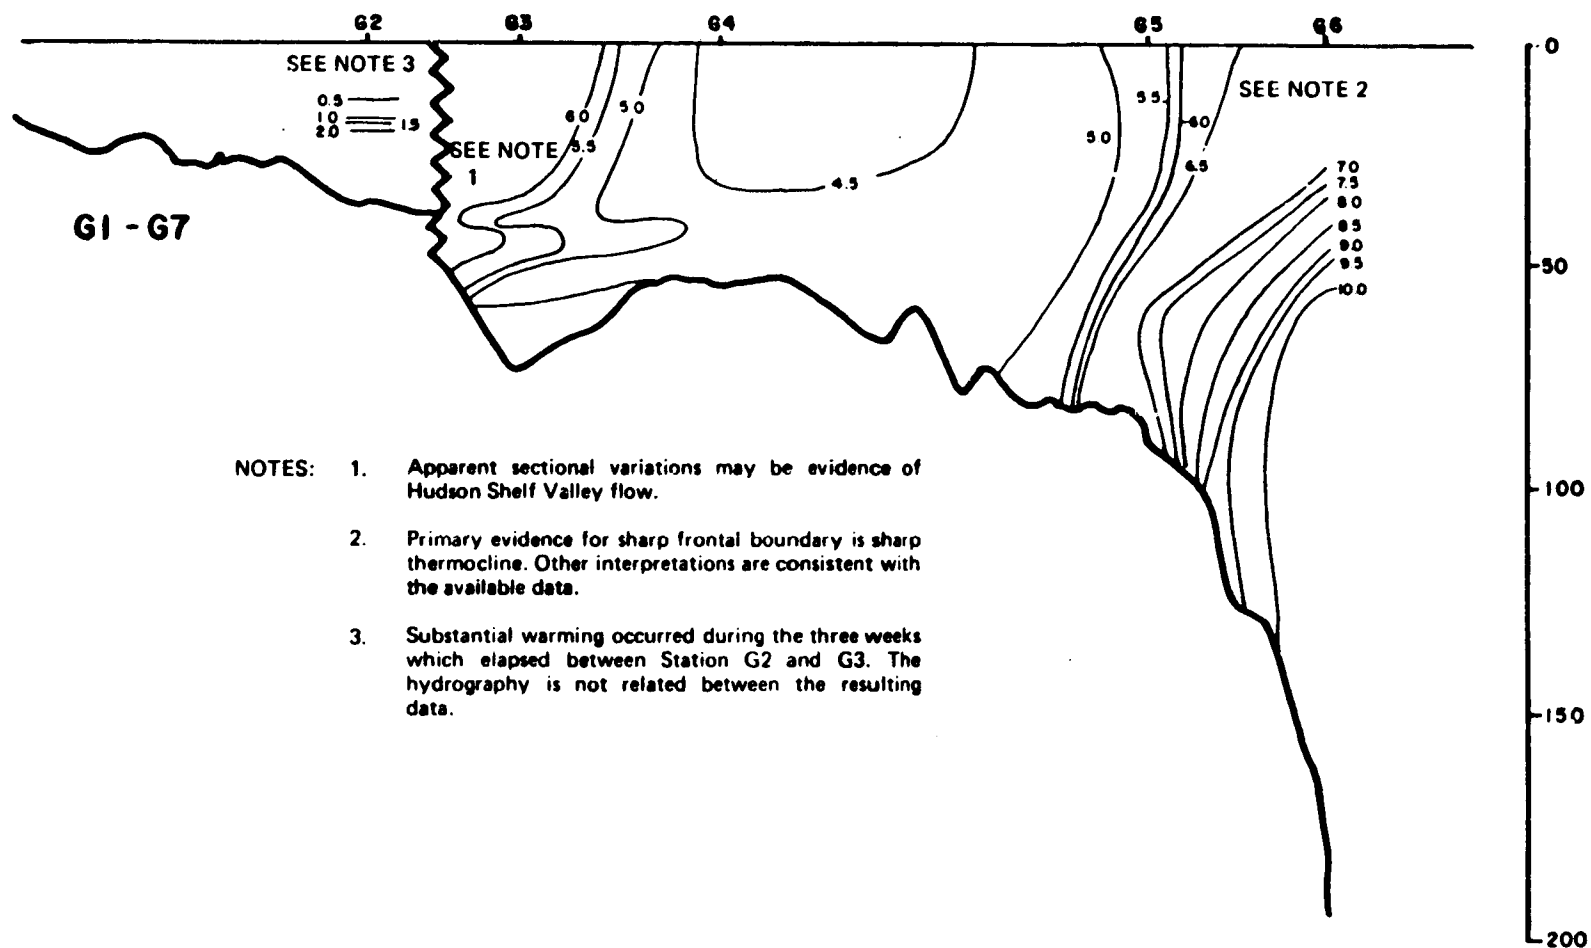 G2 G3 G4 G5 G6
0
SEE NOTE 3
SEE NOTE 2
0.5
1.0
1.5
2.0
6.0
5.0
5.5
SEE NOTE
1
5.5
4.5
5.0
6.0
6.5
7.0
7.5
8.0
8.5
9.0
9.5
10.0
G1 - G7
50
100
150
200
NOTES: 1. Apparent sectional variations may be evidence of
Hudson Shelf Valley flow.
2. Primary evidence for sharp frontal boundary is sharp
thermocline. Other interpretations are consistent with
the available data.
3. Substantial warming occurred during the three weeks
which elapsed between Station G2 and G3. The
hydrography is not related between the resulting
data.